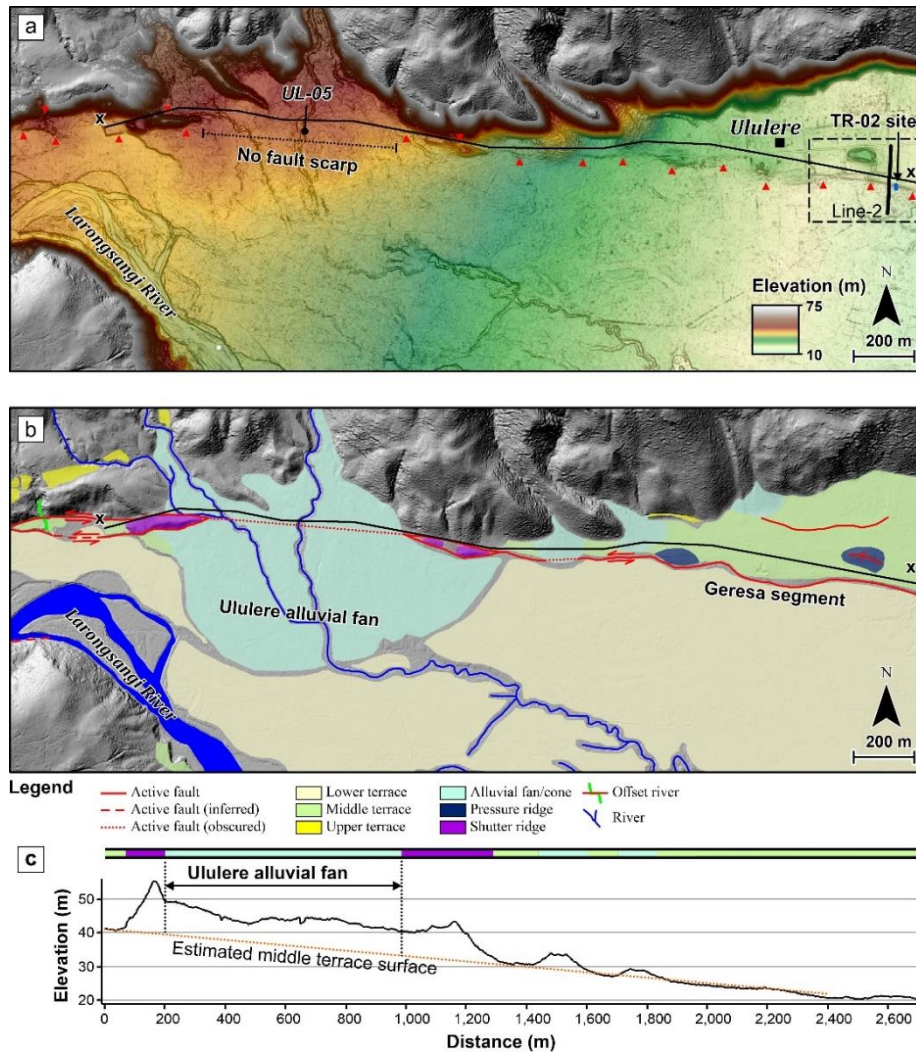 a
UL-05
x
No fault scarp
Ululere
TR-02 site
x
Line-2
Larongsangi River
Elevation (m)
75
10
N
200 m
b
x
Ululere alluvial fan
x
Geresa segment
Larongsangi River
N
200 m
Legend
Active fault
Active fault (inferred)
Active fault (obscured)
Lower terrace
Middle terrace
Upper terrace
Alluvial fan/cone
Pressure ridge
Shutter ridge
Offset river
River
c
Ululere alluvial fan
Estimated middle terrace surface
Elevation (m)
50
40
30
20
0 200 400 600 800 1,000 1,200 1,400 1,600 1,800 2,000 2,200 2,400 2,600
Distance (m)